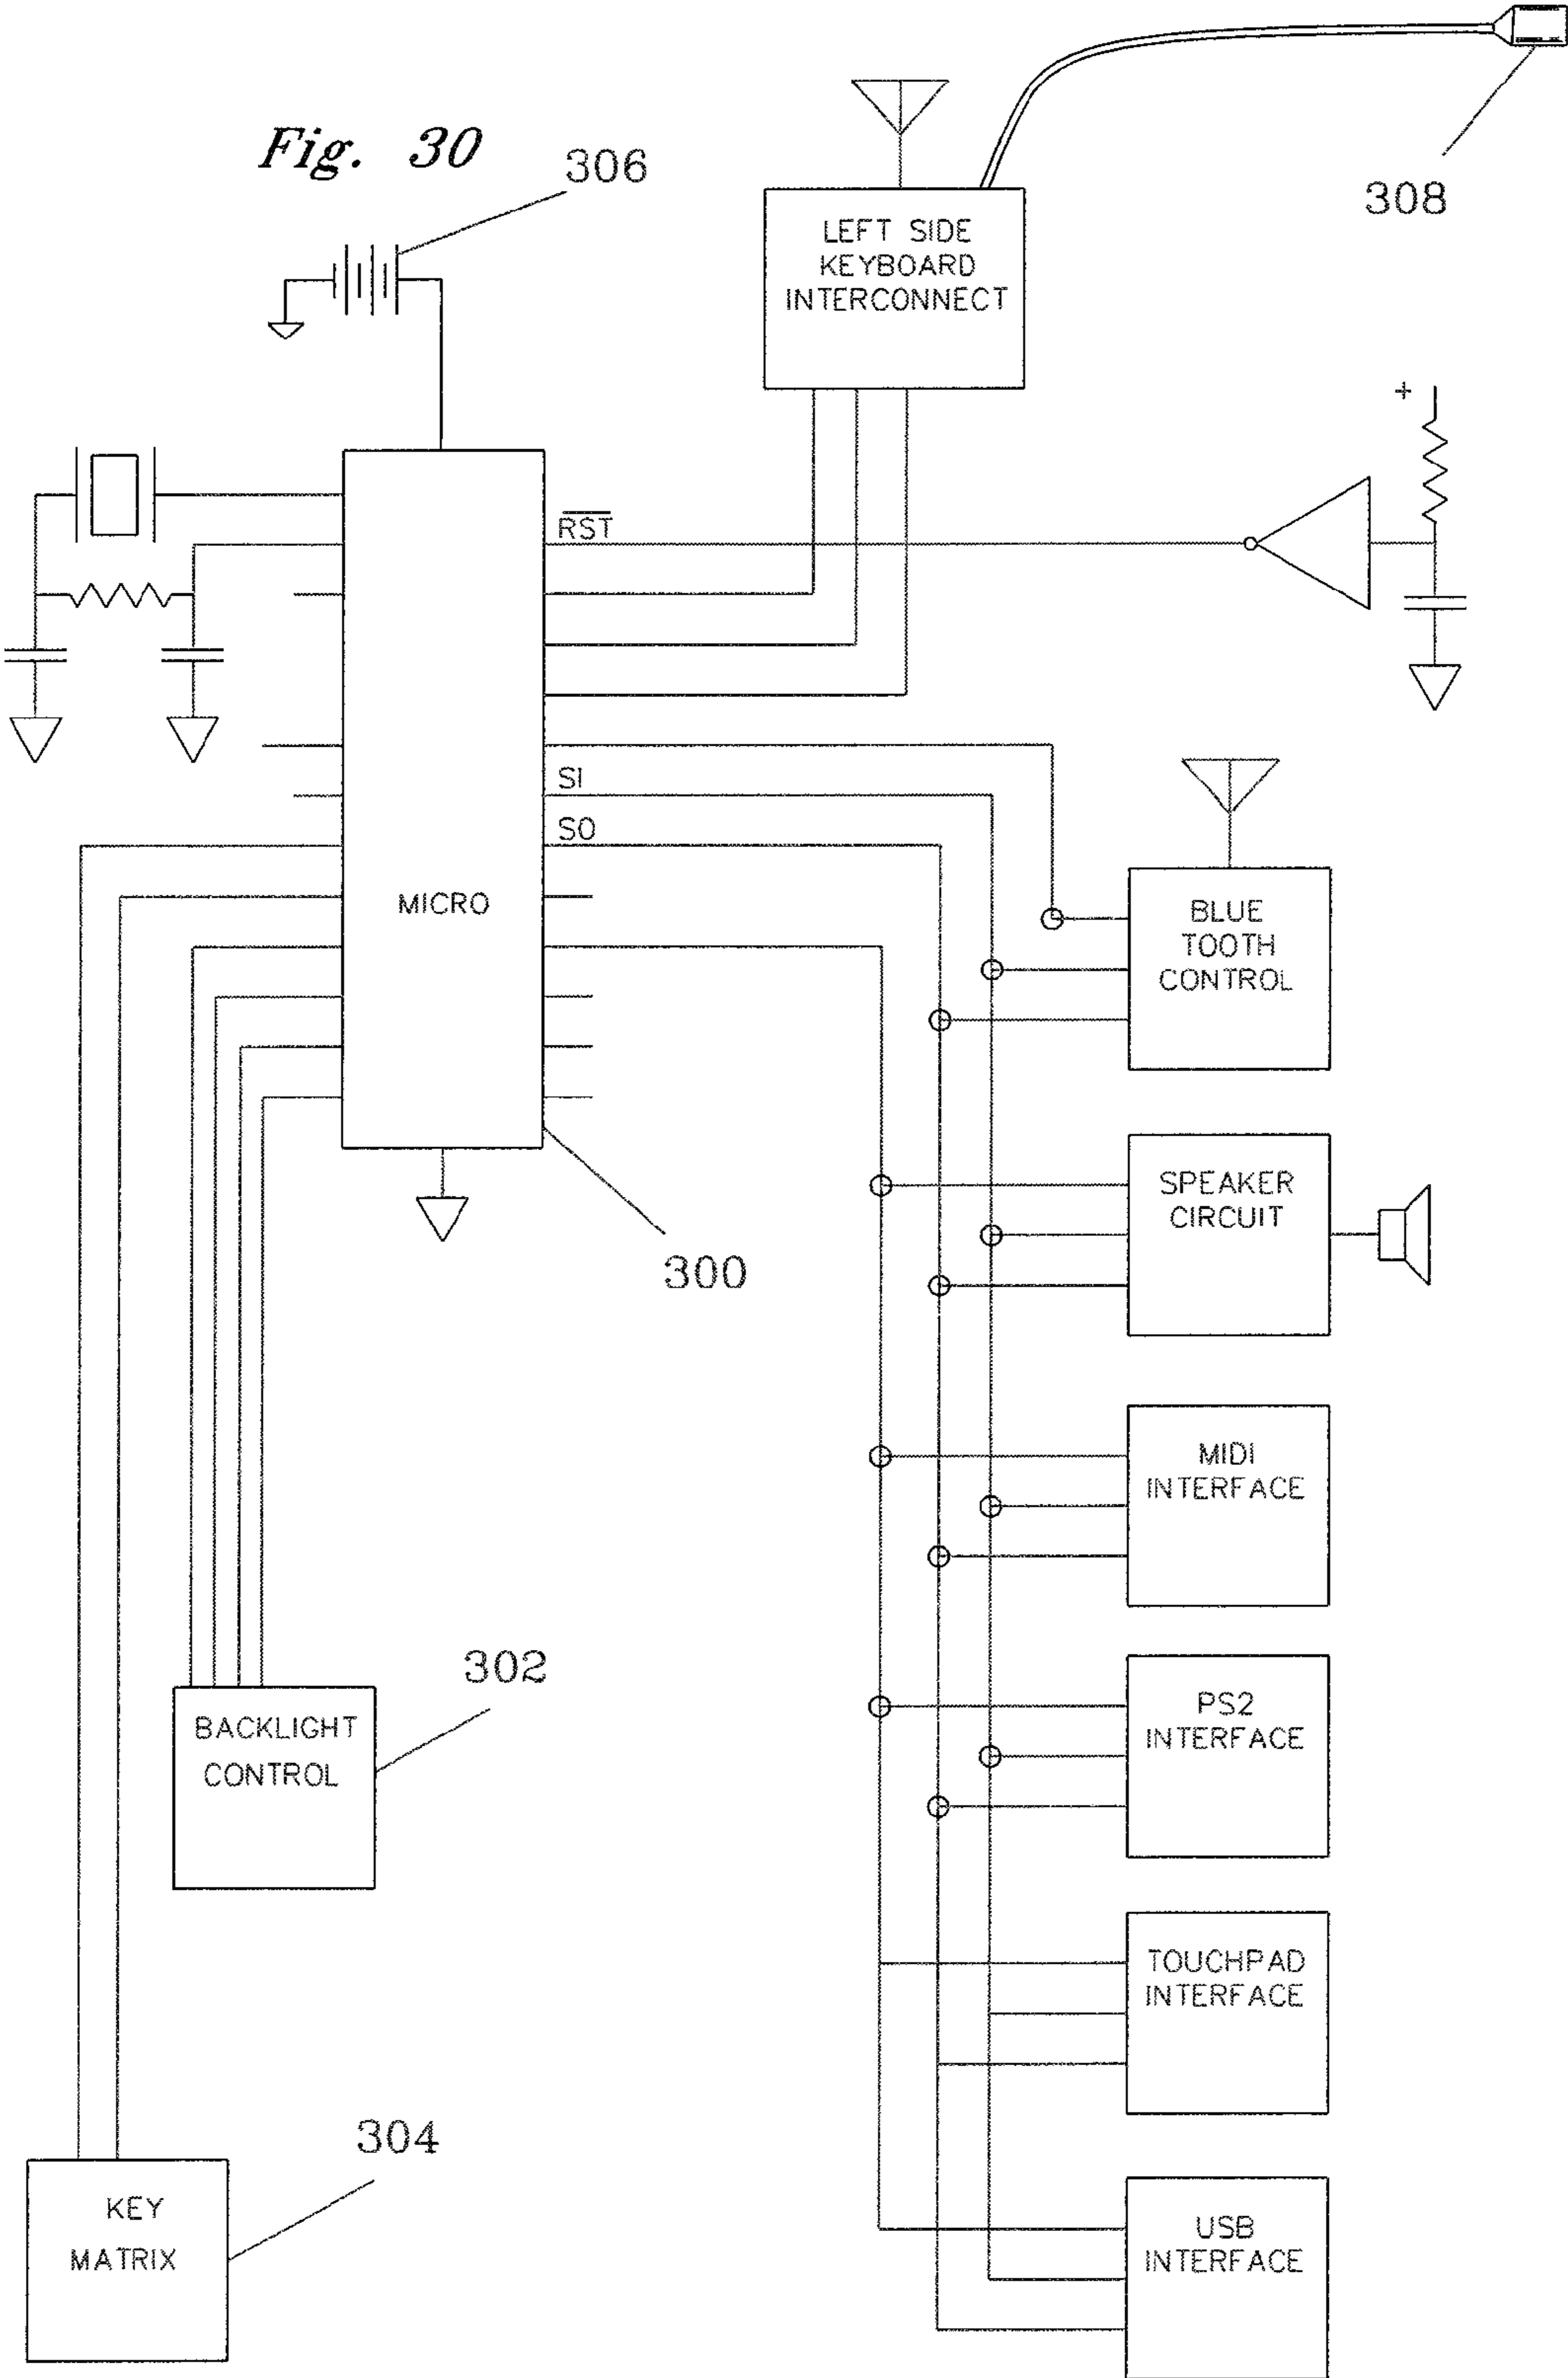 Fig. 30
306
308
LEFT SIDE
KEYBOARD
INTERCONNECT
+
RST
SI
SO
MICRO
BLUE
TOOTH
CONTROL
SPEAKER
CIRCUIT
300
MIDI
INTERFACE
302
BACKLIGHT
CONTROL
PS2
INTERFACE
TOUCHPAD
INTERFACE
304
KEY
MATRIX
USB
INTERFACE